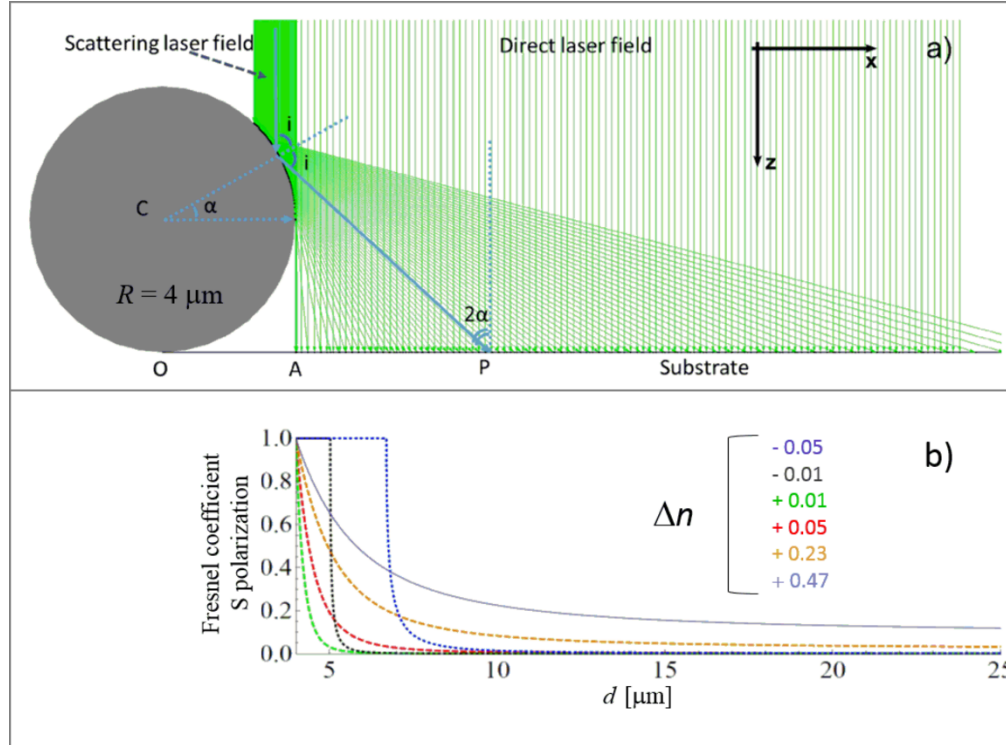 Scattering laser field
Direct laser field
a)
x
z
i
i
C
α
R = 4 μm
2α
O
A
P
Substrate
b)
Fresnel coefficient
S polarization
1.0
0.8
0.6
0.4
0.2
0.0
5
10
15
20
25
d [μm]
Δn
- 0.05
- 0.01
+ 0.01
+ 0.05
+ 0.23
+ 0.47